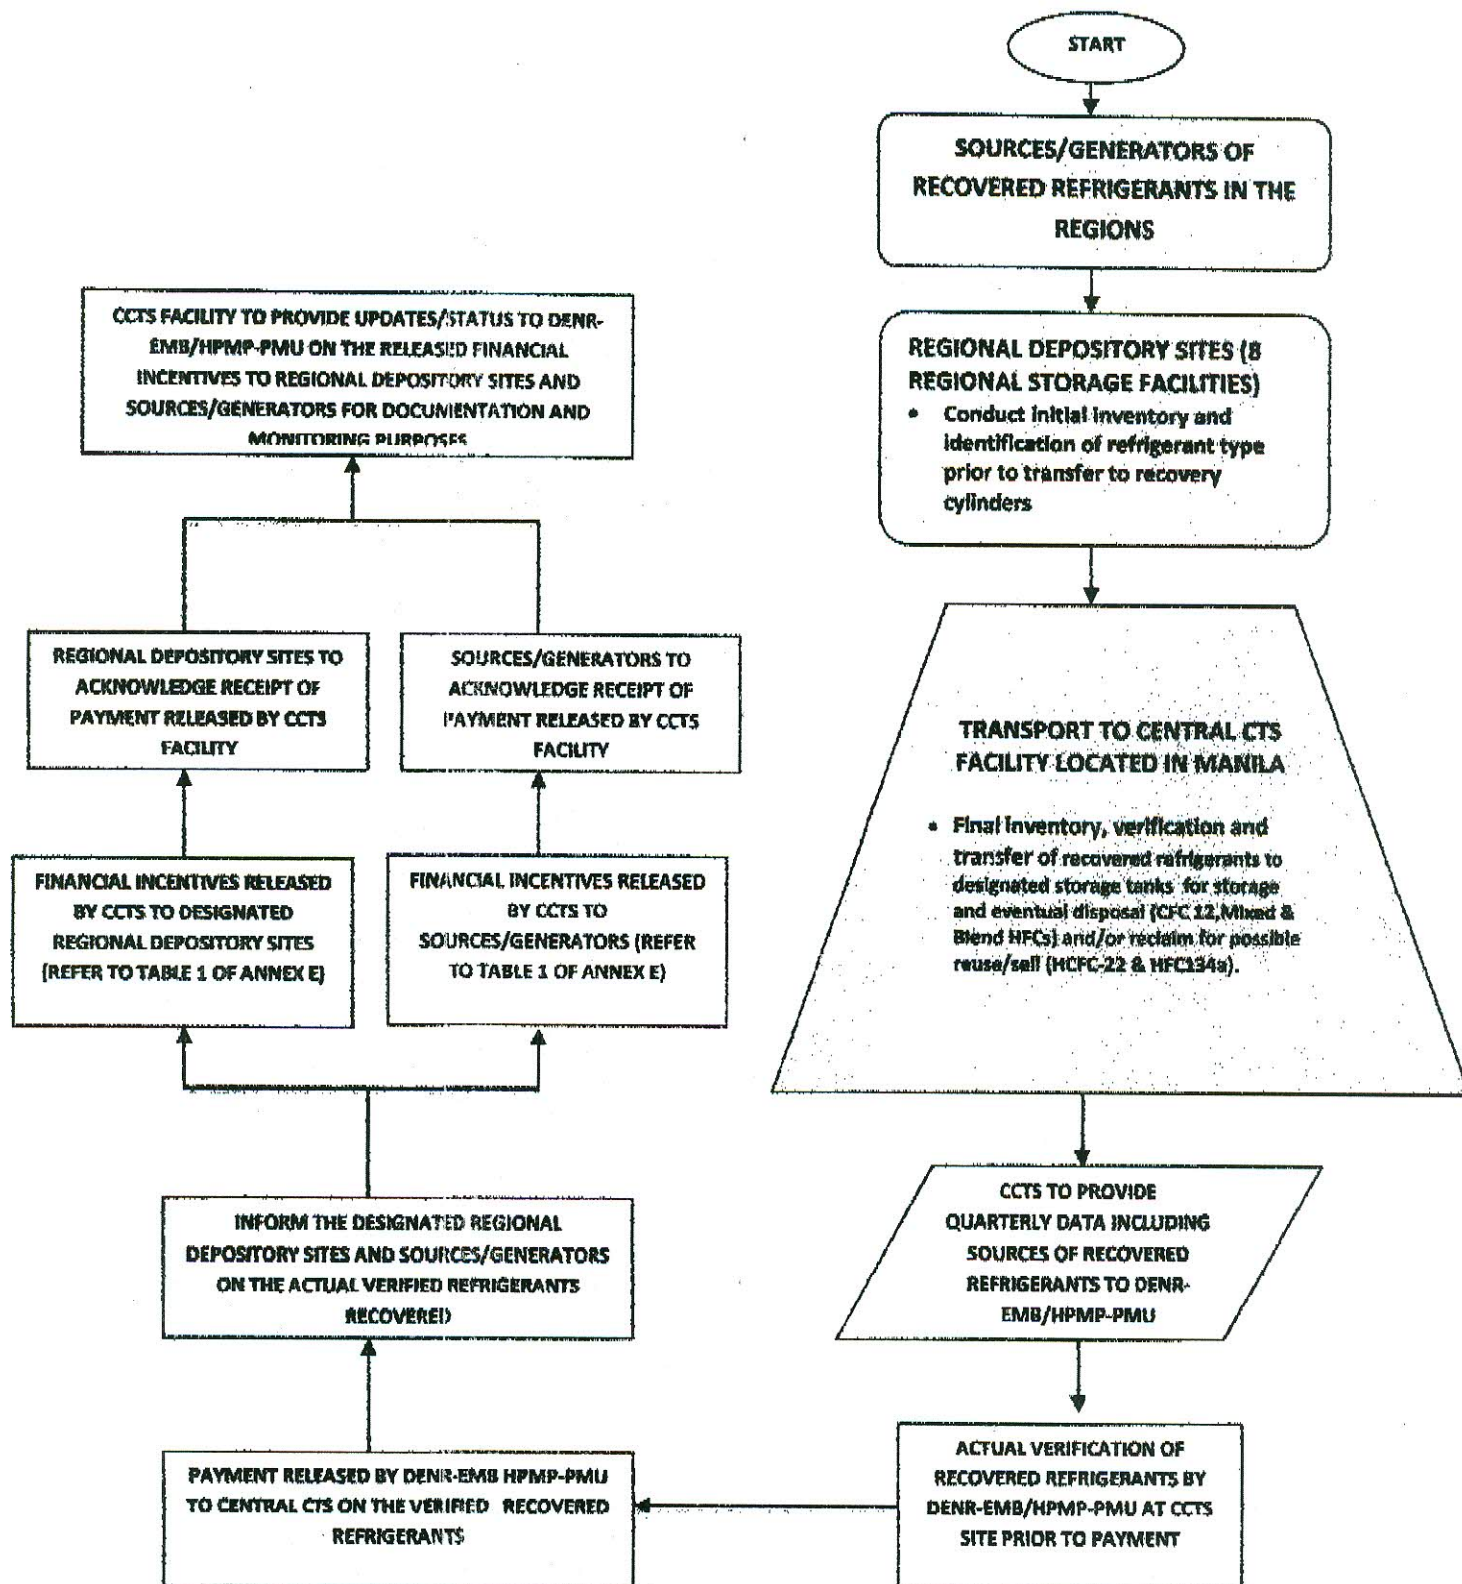 START
SOURCES/GENERATORS OF
RECOVERED REFRIGERANTS IN THE
REGIONS
REGIONAL DEPOSITORY SITES (8
REGIONAL STORAGE FACILITIES)
• Conduct initial inventory and
identification of refrigerant type
prior to transfer to recovery
cylinders
TRANSPORT TO CENTRAL CTS
FACILITY LOCATED IN MANILA
• Final inventory, verification and
transfer of recovered refrigerants to
designated storage tanks for storage
and eventual disposal (CFC 12,Mixed &
Blend HFCs) and/or reclaim for possible
reuse/sell (HCFC-22 & HFC134a).
CCTS TO PROVIDE
QUARTERLY DATA INCLUDING
SOURCES OF RECOVERED
REFRIGERANTS TO DENR-
EMB/HPMP-PMU
ACTUAL VERIFICATION OF
RECOVERED REFRIGERANTS BY
DENR-EMB/HPMP-PMU AT CCTS
SITE PRIOR TO PAYMENT
PAYMENT RELEASED BY DENR-EMB HPMP-PMU
TO CENTRAL CTS ON THE VERIFIED RECOVERED
REFRIGERANTS
INFORM THE DESIGNATED REGIONAL
DEPOSITORY SITES AND SOURCES/GENERATORS
ON THE ACTUAL VERIFIED REFRIGERANTS
RECOVERED
FINANCIAL INCENTIVES RELEASED
BY CCTS TO DESIGNATED
REGIONAL DEPOSITORY SITES
(REFER TO TABLE 1 OF ANNEX E)
FINANCIAL INCENTIVES RELEASED
BY CCTS TO
SOURCES/GENERATORS (REFER
TO TABLE 1 OF ANNEX E)
REGIONAL DEPOSITORY SITES TO
ACKNOWLEDGE RECEIPT OF
PAYMENT RELEASED BY CCTS
FACILITY
SOURCES/GENERATORS TO
ACKNOWLEDGE RECEIPT OF
PAYMENT RELEASED BY CCTS
FACILITY
CCTS FACILITY TO PROVIDE UPDATES/STATUS TO DENR-
EMB/HPMP-PMU ON THE RELEASED FINANCIAL
INCENTIVES TO REGIONAL DEPOSITORY SITES AND
SOURCES/GENERATORS FOR DOCUMENTATION AND
MONITORING PURPOSES